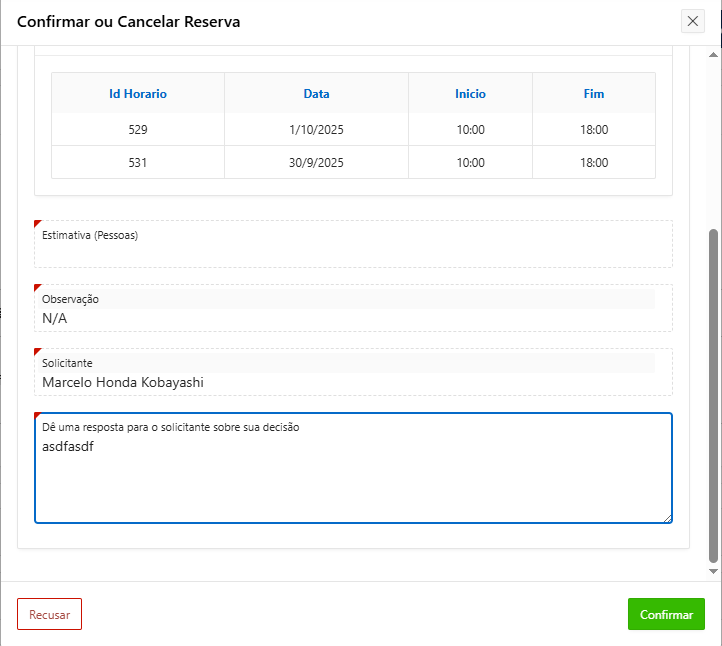 Confirmar ou Cancelar Reserva
Id Horario Data Inicio Fim
529 1/10/2025 10:00 18:00
531 30/9/2025 10:00 18:00
Estimativa (Pessoas)
Observação
N/A
Solicitante
Marcelo Honda Kobayashi
Dê uma resposta para o solicitante sobre sua decisão
asdfasdf
Recusar Confirmar